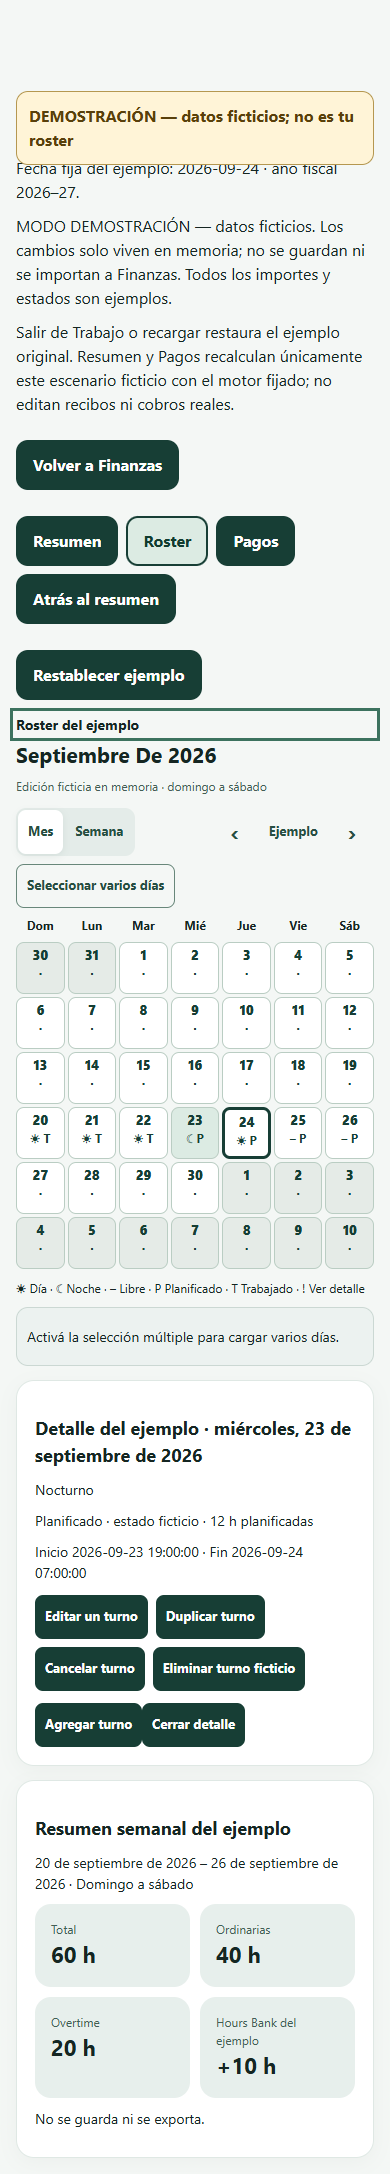 DEMOSTRACIÓN — datos ficticios; no es tu
roster
Fecha fija del ejemplo: 2026-09-24 · año fiscal
2026–27.
MODO DEMOSTRACIÓN — datos ficticios. Los
cambios solo viven en memoria; no se guardan ni
se importan a Finanzas. Todos los importes y
estados son ejemplos.
Salir de Trabajo o recargar restaura el ejemplo
original. Resumen y Pagos recalculan únicamente
este escenario ficticio con el motor fijado; no
editan recibos ni cobros reales.
Volver a Finanzas
Resumen Roster Pagos
Atrás al resumen
Restablecer ejemplo
Roster del ejemplo
Septiembre De 2026
Edición ficticia en memoria · domingo a sábado
Mes Semana ‹ Ejemplo ›
Seleccionar varios días
Dom Lun Mar Mié Jue Vie Sáb
30 31 1 2 3 4 5
· · · · · · ·
6 7 8 9 10 11 12
· · · · · · ·
13 14 15 16 17 18 19
· · · · · · ·
20 21 22 23 24 25 26
☀ T ☀ T ☀ T ☾ P ☀ P – P – P
27 28 29 30 1 2 3
· · · · · · ·
4 5 6 7 8 9 10
· · · · · · ·
☀ Día · ☾ Noche · – Libre · P Planificado · T Trabajado · ! Ver detalle
Activá la selección múltiple para cargar varios días.
Detalle del ejemplo · miércoles, 23 de
septiembre de 2026
Nocturno
Planificado · estado ficticio · 12 h planificadas
Inicio 2026-09-23 19:00:00 · Fin 2026-09-24
07:00:00
Editar un turno Duplicar turno
Cancelar turno Eliminar turno ficticio
Agregar turno Cerrar detalle
Resumen semanal del ejemplo
20 de septiembre de 2026 – 26 de septiembre de
2026 · Domingo a sábado
Total
60 h
Ordinarias
40 h
Overtime
20 h
Hours Bank del
ejemplo
+10 h
No se guarda ni se exporta.